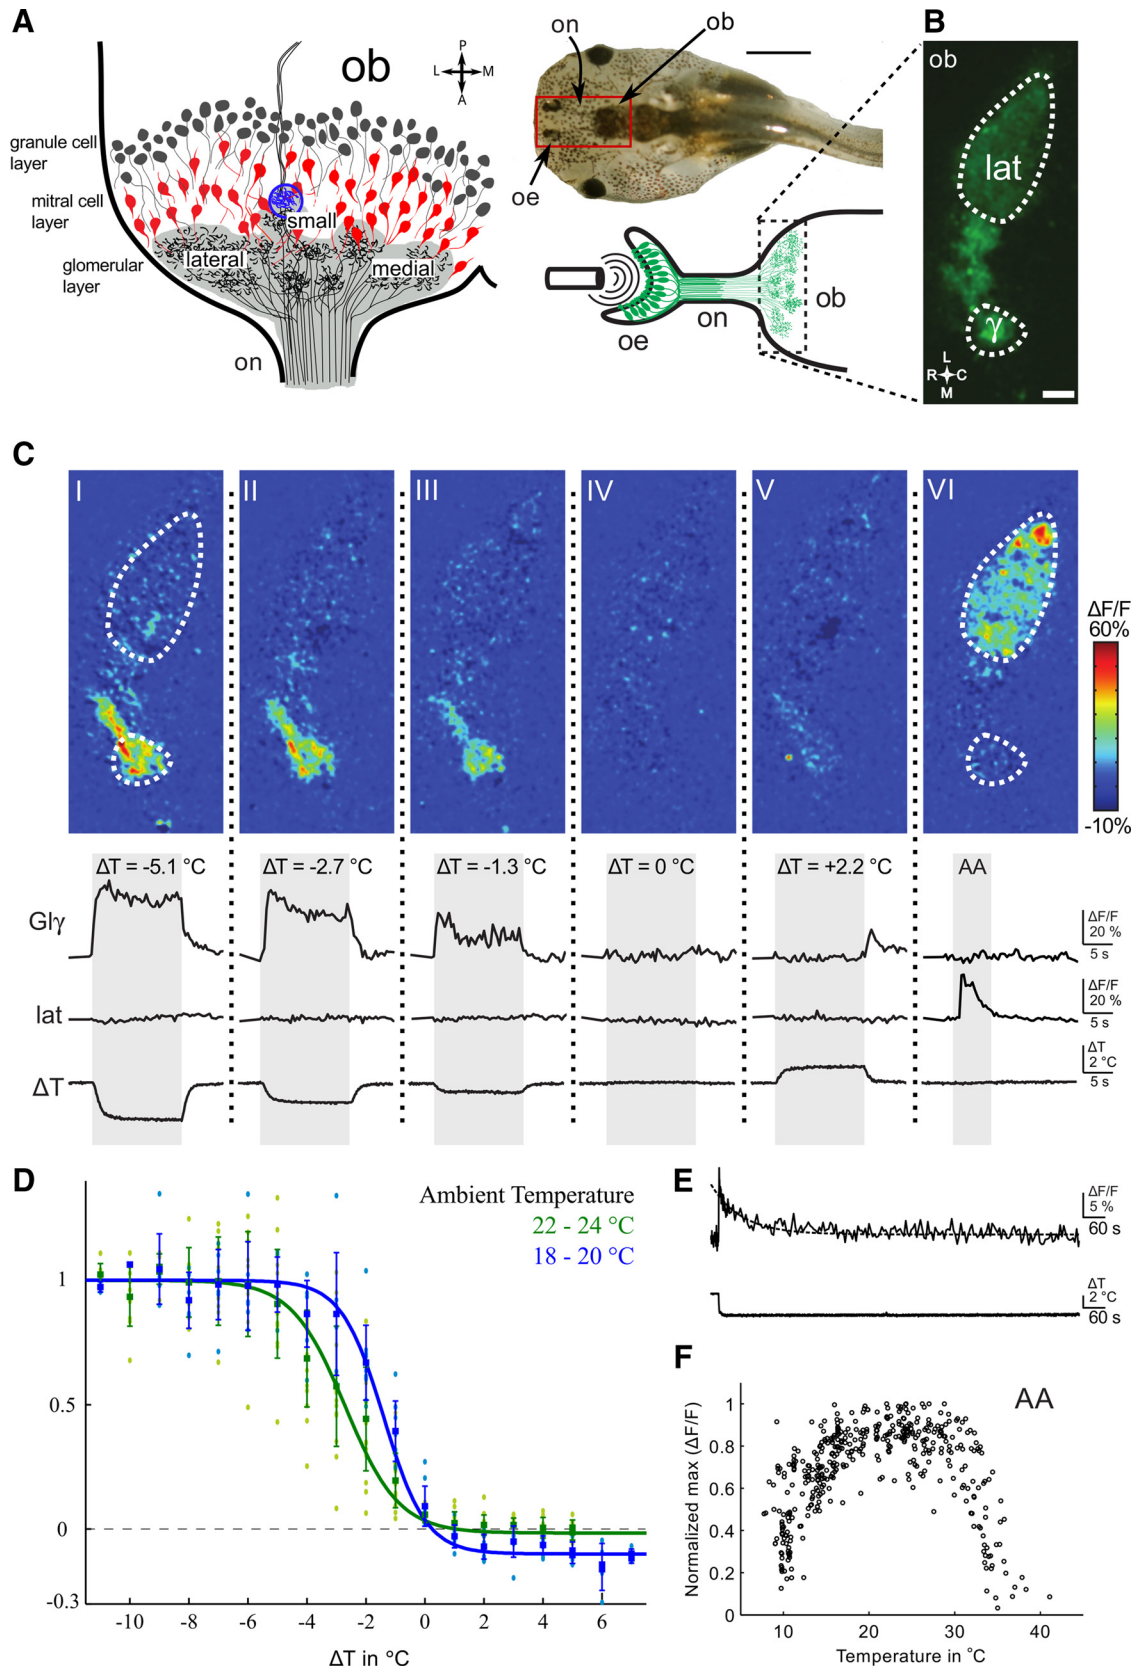 A
ob
P
L M
A
granule cell
layer
mitral cell
layer
glomerular
layer
small
lateral
medial
on
on
ob
oe
oe
on
ob
B
ob
lat
γ
L
R C
M
C
I
II
III
IV
V
VI
ΔF/F
60%
-10%
ΔT = -5.1 °C
ΔT = -2.7 °C
ΔT = -1.3 °C
ΔT = 0 °C
ΔT = +2.2 °C
AA
Glγ
ΔF/F
20 %
5 s
lat
ΔF/F
20 %
5 s
ΔT
ΔT
2 °C
5 s
D
Ambient Temperature
22 - 24 °C
18 - 20 °C
1
0.5
0
-0.3
-10 -8 -6 -4 -2 0 2 4 6
ΔT in °C
E
ΔF/F
5 %
60 s
ΔT
2 °C
60 s
F
AA
Normalized max (ΔF/F)
1
0.8
0.6
0.4
0.2
0
10 20 30 40
Temperature in °C